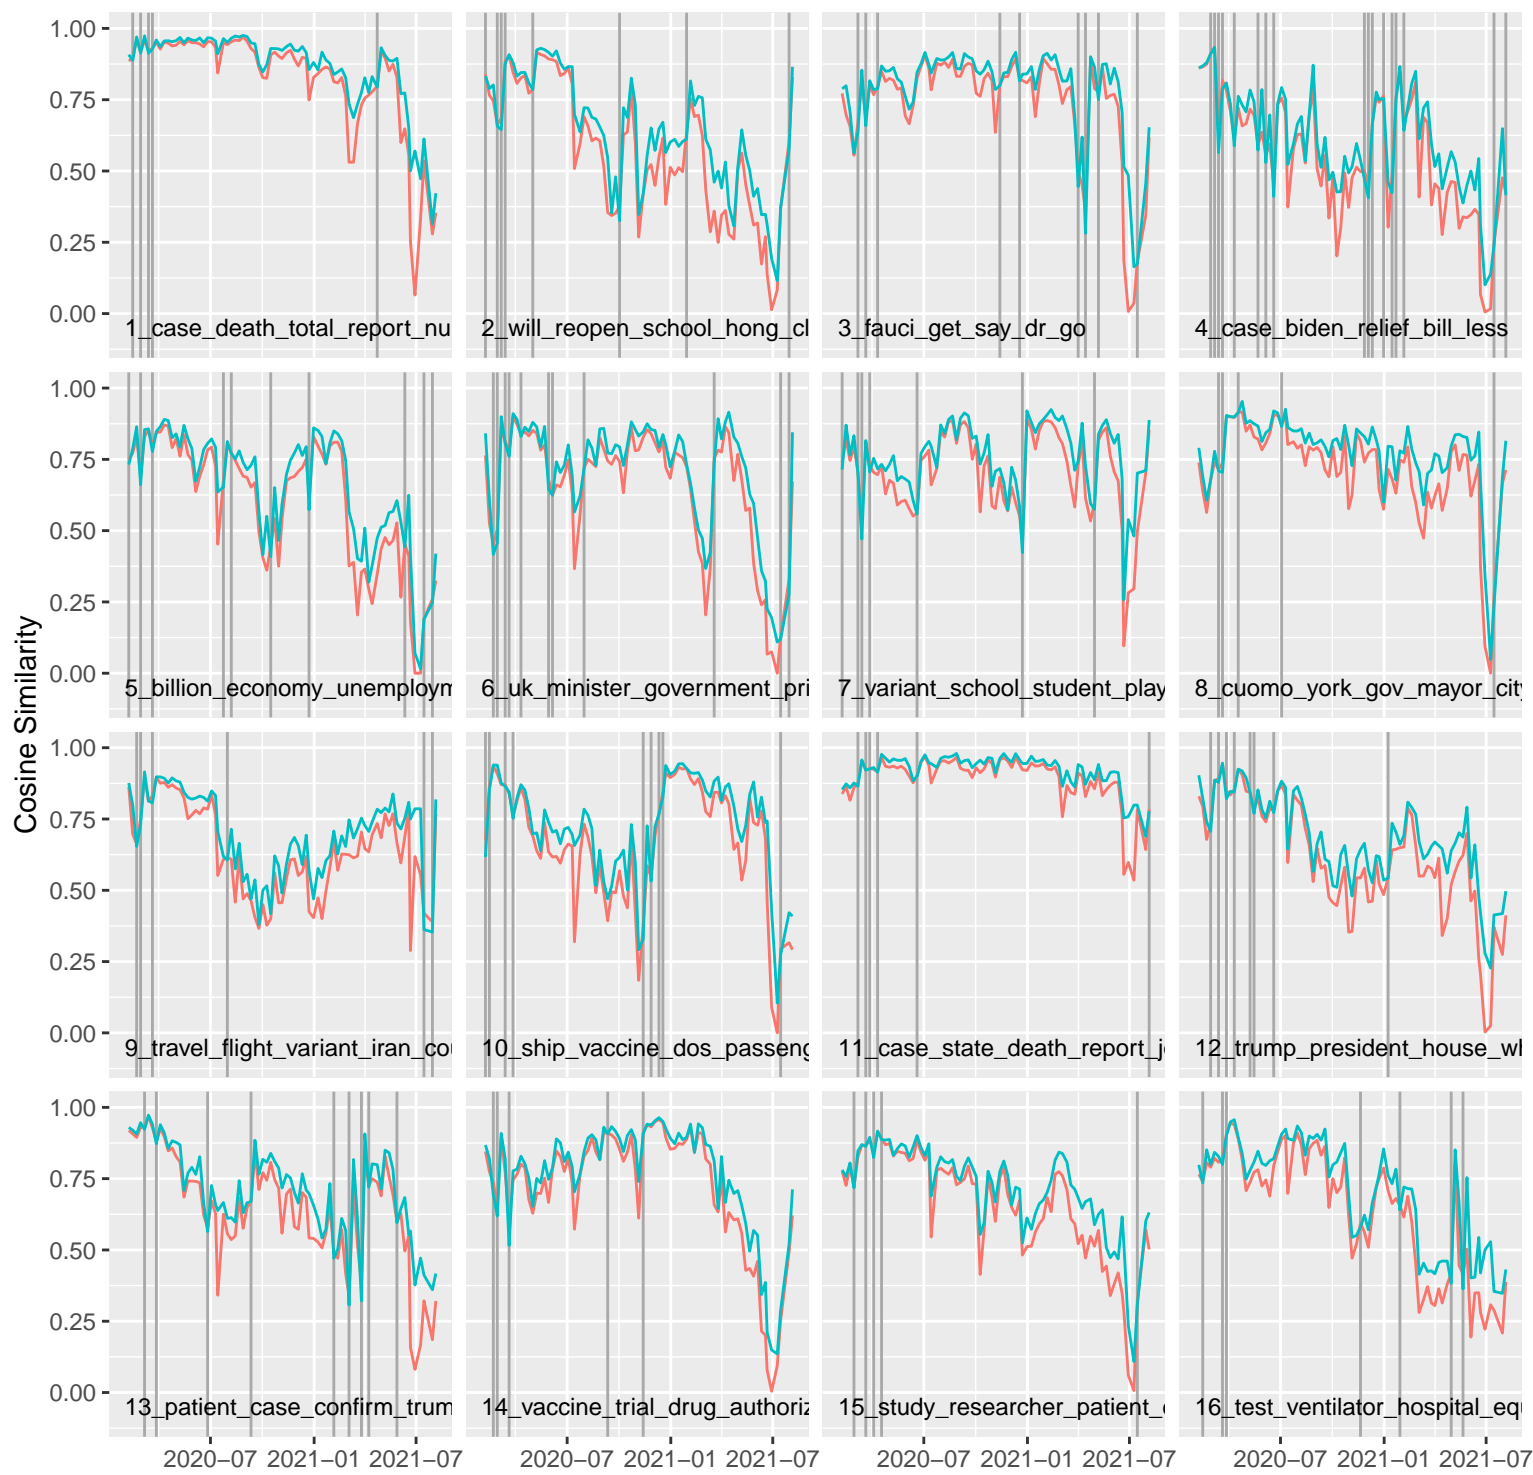 Cosine Similarity
1.00
0.75
0.50
0.25
0.00
1_case_death_total_report_nu
2_will_reopen_school_hong_cl
3_fauci_get_say_dr_go
4_case_biden_relief_bill_less
1.00
0.75
0.50
0.25
0.00
5_billion_economy_unemploym
6_uk_minister_government_pri
7_variant_school_student_play
8_cuomo_york_gov_mayor_city
1.00
0.75
0.50
0.25
0.00
9_travel_flight_variant_iran_cou
10_ship_vaccine_dos_passeng
11_case_state_death_report_j
12_trump_president_house_wh
1.00
0.75
0.50
0.25
0.00
13_patient_case_confirm_trum
14_vaccine_trial_drug_authoriz
15_study_researcher_patient_
16_test_ventilator_hospital_equ
2020−07 2021−01 2021−07 2020−07 2021−01 2021−07 2020−07 2021−01 2021−07 2020−07 2021−01 2021−07